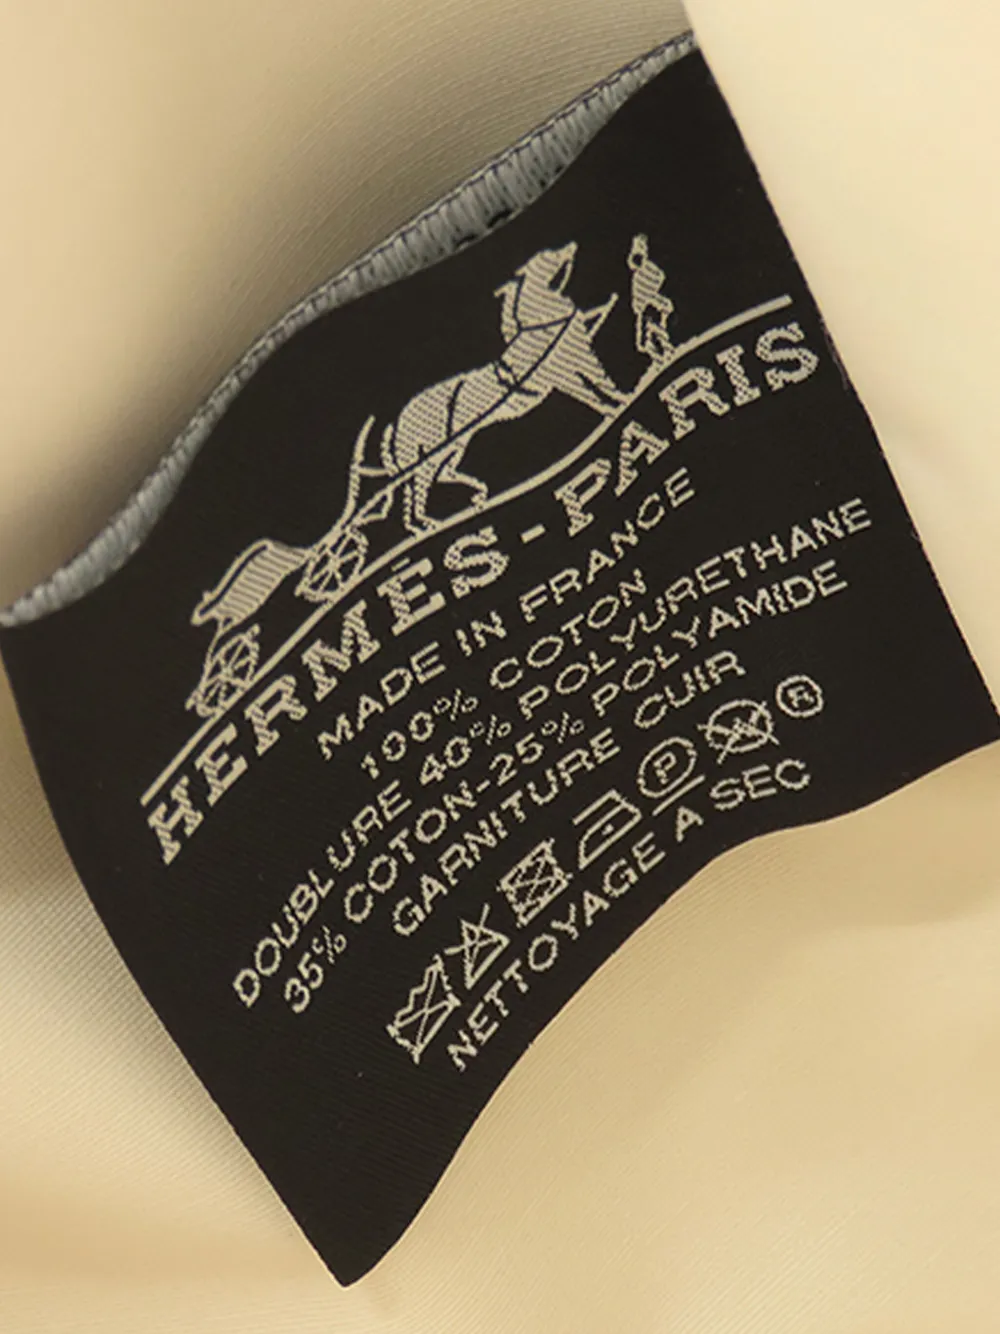 HERMÈS-PARIS
MADE IN FRANCE
100% COTON
DOUBLURE 40% POLYURETHANE
35% COTON-25% POLYAMIDE
GARNITURE CUIR
P W R
NETTOYAGE A SEC